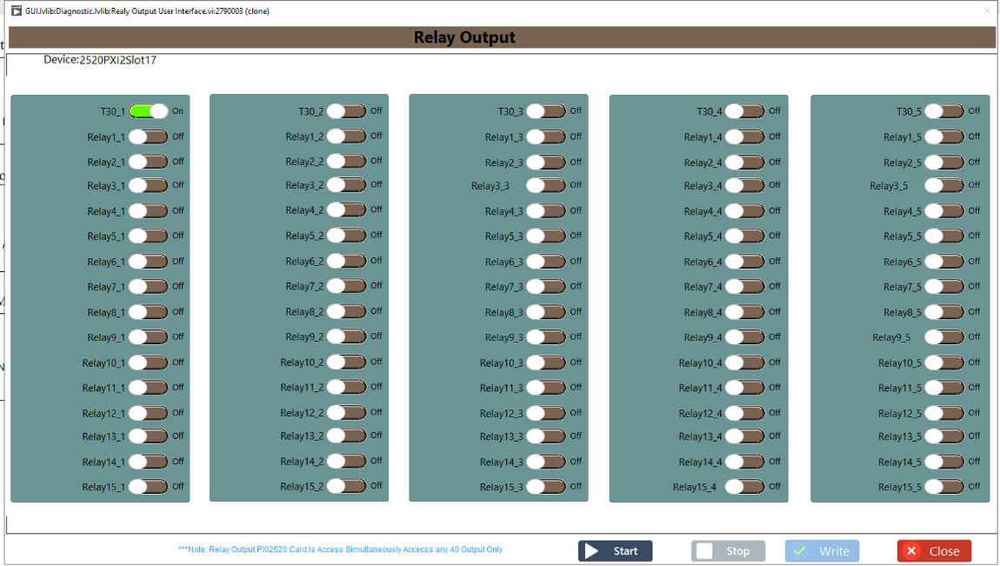 GUI.lvlib:Diagnostic.lvlib:Realy Output User Interface.vi:2790003 (clone)
Relay Output
Device:2520PXI2Slot17
T30_1 On T30_2 Off T30_3 Off T30_4 Off T30_5 Off
Relay1_1 Off Relay1_2 Off Relay1_3 Off Relay1_4 Off Relay1_5 Off
Relay2_1 Off Relay2_2 Off Relay2_3 Off Relay2_4 Off Relay2_5 Off
Relay3_1 Off Relay3_2 Off Relay3_3 Off Relay3_4 Off Relay3_5 Off
Relay4_1 Off Relay4_2 Off Relay4_3 Off Relay4_4 Off Relay4_5 Off
Relay5_1 Off Relay5_2 Off Relay5_3 Off Relay5_4 Off Relay5_5 Off
Relay6_1 Off Relay6_2 Off Relay6_3 Off Relay6_4 Off Relay6_5 Off
Relay7_1 Off Relay7_2 Off Relay7_3 Off Relay7_4 Off Relay7_5 Off
Relay8_1 Off Relay8_2 Off Relay8_3 Off Relay8_4 Off Relay8_5 Off
Relay9_1 Off Relay9_2 Off Relay9_3 Off Relay9_4 Off Relay9_5 Off
Relay10_1 Off Relay10_2 Off Relay10_3 Off Relay10_4 Off Relay10_5 Off
Relay11_1 Off Relay11_2 Off Relay11_3 Off Relay11_4 Off Relay11_5 Off
Relay12_1 Off Relay12_2 Off Relay12_3 Off Relay12_4 Off Relay12_5 Off
Relay13_1 Off Relay13_2 Off Relay13_3 Off Relay13_4 Off Relay13_5 Off
Relay14_1 Off Relay14_2 Off Relay14_3 Off Relay14_4 Off Relay14_5 Off
Relay15_1 Off Relay15_2 Off Relay15_3 Off Relay15_4 Off Relay15_5 Off
***Note: Relay Output PXI2520 Card Is Access Simultaneously Accecss any 40 Output Only
Start Stop Write Close